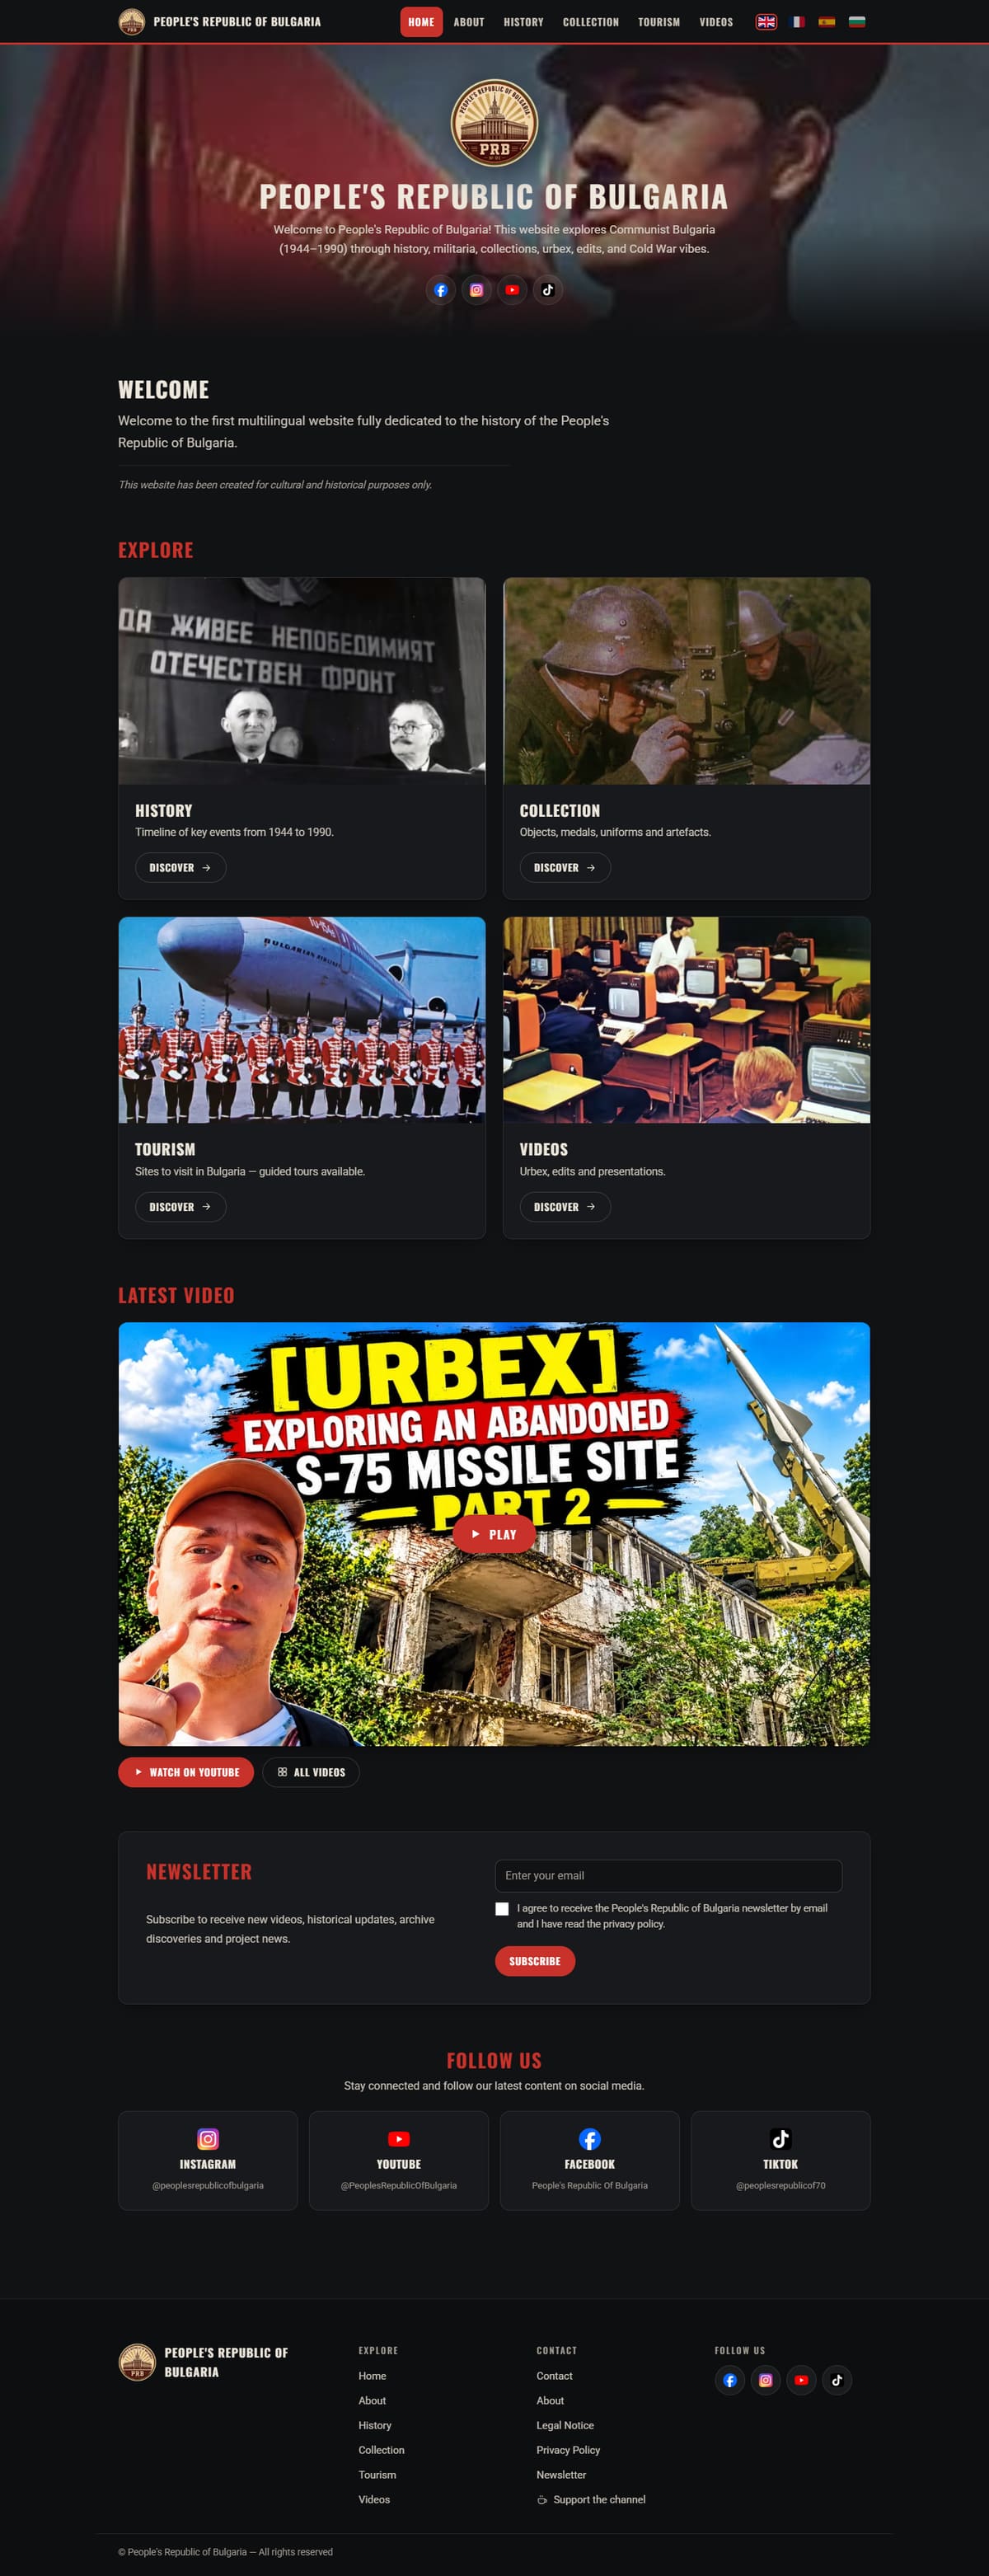 PEOPLE'S REPUBLIC OF BULGARIA
HOME ABOUT HISTORY COLLECTION TOURISM VIDEOS
PEOPLE'S REPUBLIC OF BULGARIA
PRB
PEOPLE'S REPUBLIC OF BULGARIA
Welcome to People's Republic of Bulgaria! This website explores Communist Bulgaria
(1944–1990) through history, militaria, collections, urbex, edits, and Cold War vibes.
WELCOME
Welcome to the first multilingual website fully dedicated to the history of the People's
Republic of Bulgaria.
This website has been created for cultural and historical purposes only.
EXPLORE
ДА ЖИВЕЕ НЕПОБЕДИМИЯТ
ОТЕЧЕСТВЕН ФРОНТ
HISTORY
Timeline of key events from 1944 to 1990.
DISCOVER →
COLLECTION
Objects, medals, uniforms and artefacts.
DISCOVER →
BULGARIAN AIRLINES
TOURISM
Sites to visit in Bulgaria — guided tours available.
DISCOVER →
VIDEOS
Urbex, edits and presentations.
DISCOVER →
LATEST VIDEO
[URBEX]
EXPLORING AN ABANDONED
S-75 MISSILE SITE
PART 2
PLAY
WATCH ON YOUTUBE
ALL VIDEOS
NEWSLETTER
Subscribe to receive new videos, historical updates, archive
discoveries and project news.
Enter your email
I agree to receive the People's Republic of Bulgaria newsletter by email
and I have read the privacy policy.
SUBSCRIBE
FOLLOW US
Stay connected and follow our latest content on social media.
INSTAGRAM
@peoplesrepublicofbulgaria
YOUTUBE
@PeoplesRepublicOfBulgaria
FACEBOOK
People's Republic Of Bulgaria
TIKTOK
@peoplesrepublicof70
PRB
PEOPLE'S REPUBLIC OF
BULGARIA
EXPLORE
Home
About
History
Collection
Tourism
Videos
CONTACT
Contact
About
Legal Notice
Privacy Policy
Newsletter
Support the channel
FOLLOW US
© People's Republic of Bulgaria — All rights reserved